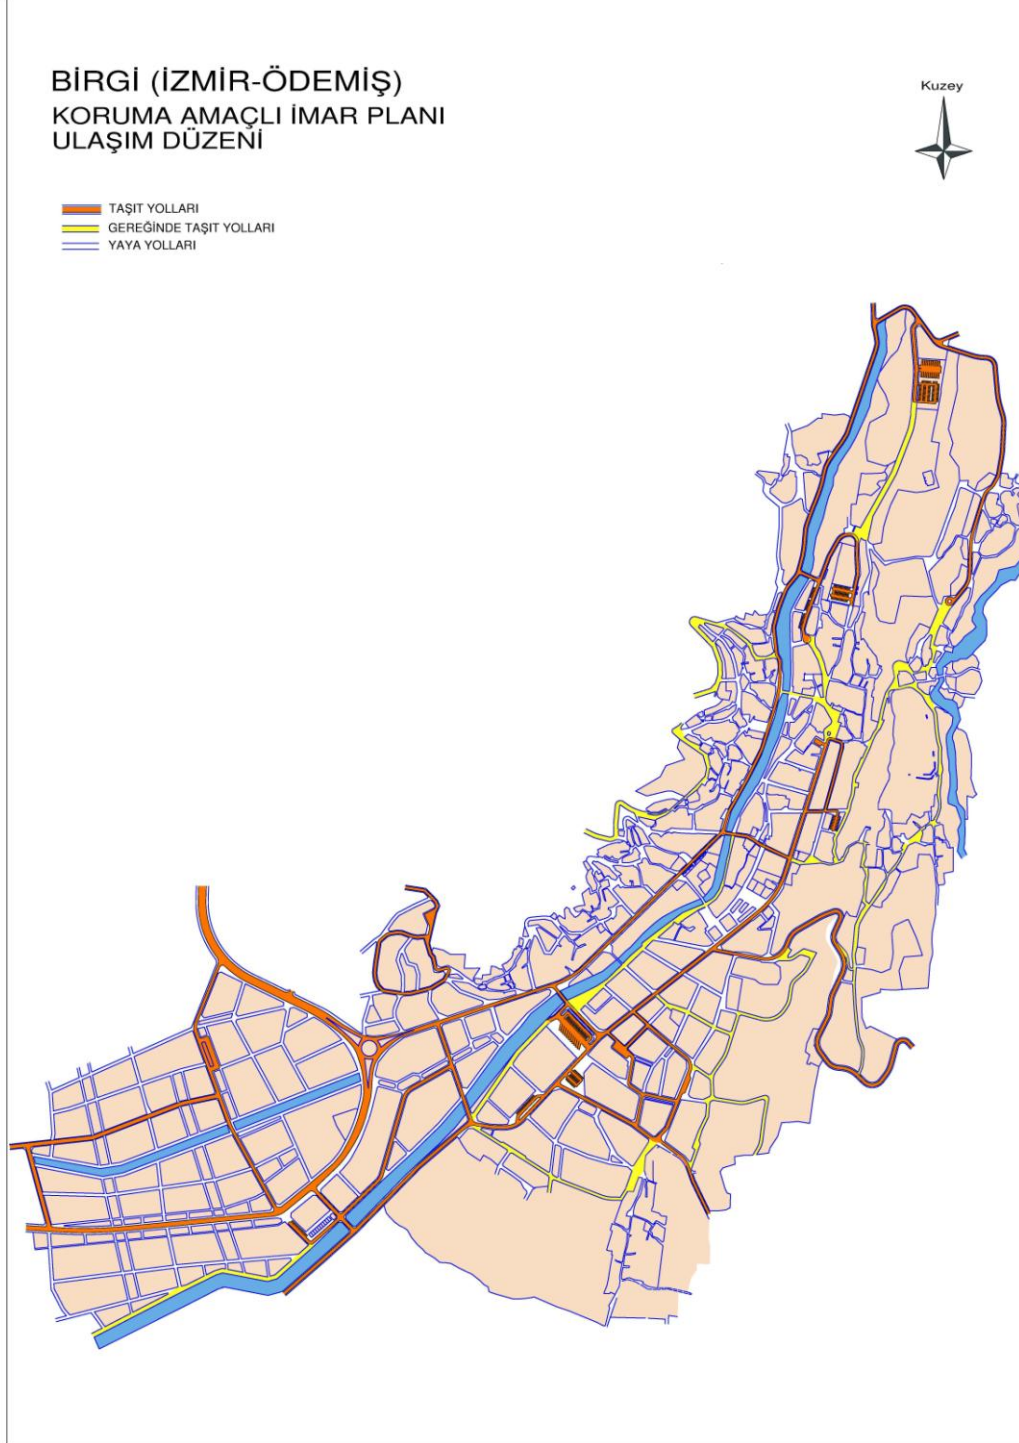 BİRGİ (İZMİR-ÖDEMİŞ)
KORUMA AMAÇLI İMAR PLANI
ULAŞIM DÜZENİ
Kuzey
TAŞIT YOLLARI
GEREĞİNDE TAŞIT YOLLARI
YAYA YOLLARI